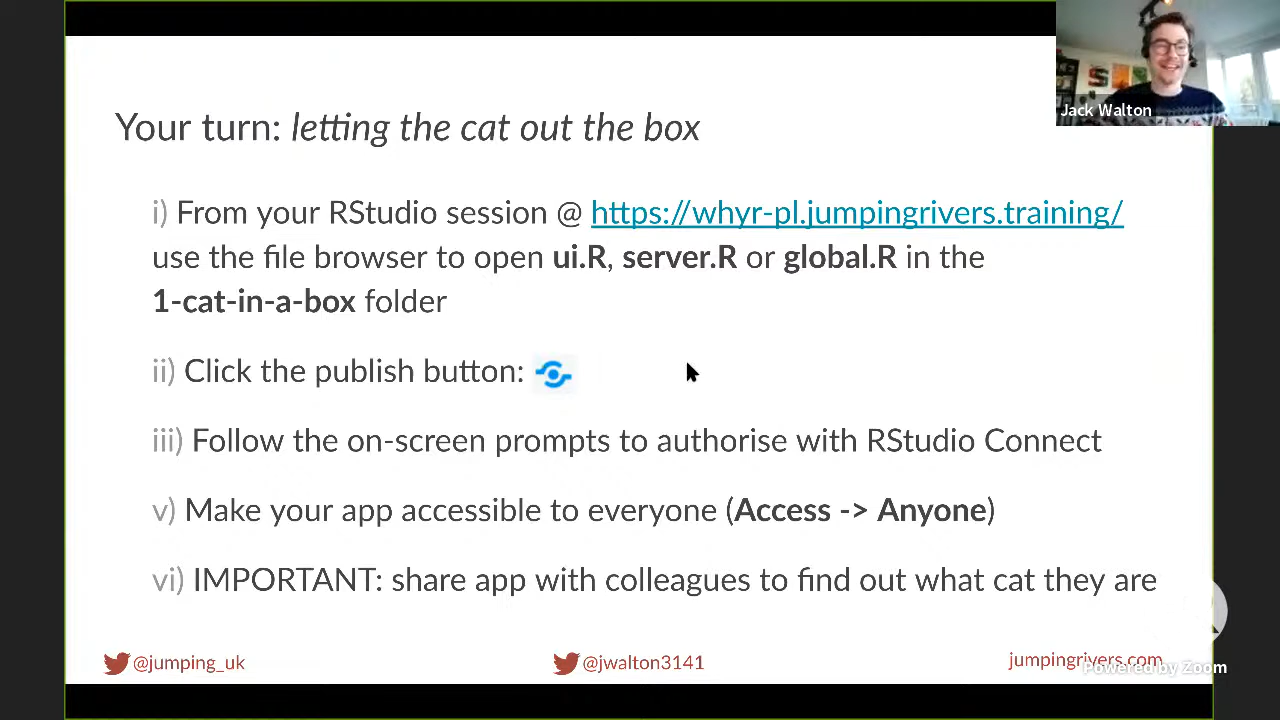 Jack Walton
Your turn: letting the cat out the box
i) From your RStudio session @ https://whyr-pl.jumpingrivers.training/
use the file browser to open ui.R, server.R or global.R in the
1-cat-in-a-box folder
ii) Click the publish button:
iii) Follow the on-screen prompts to authorise with RStudio Connect
v) Make your app accessible to everyone (Access -> Anyone)
vi) IMPORTANT: share app with colleagues to find out what cat they are
@jumping_uk
@jwalton3141
jumpingrivers.com
Powered by Zoom